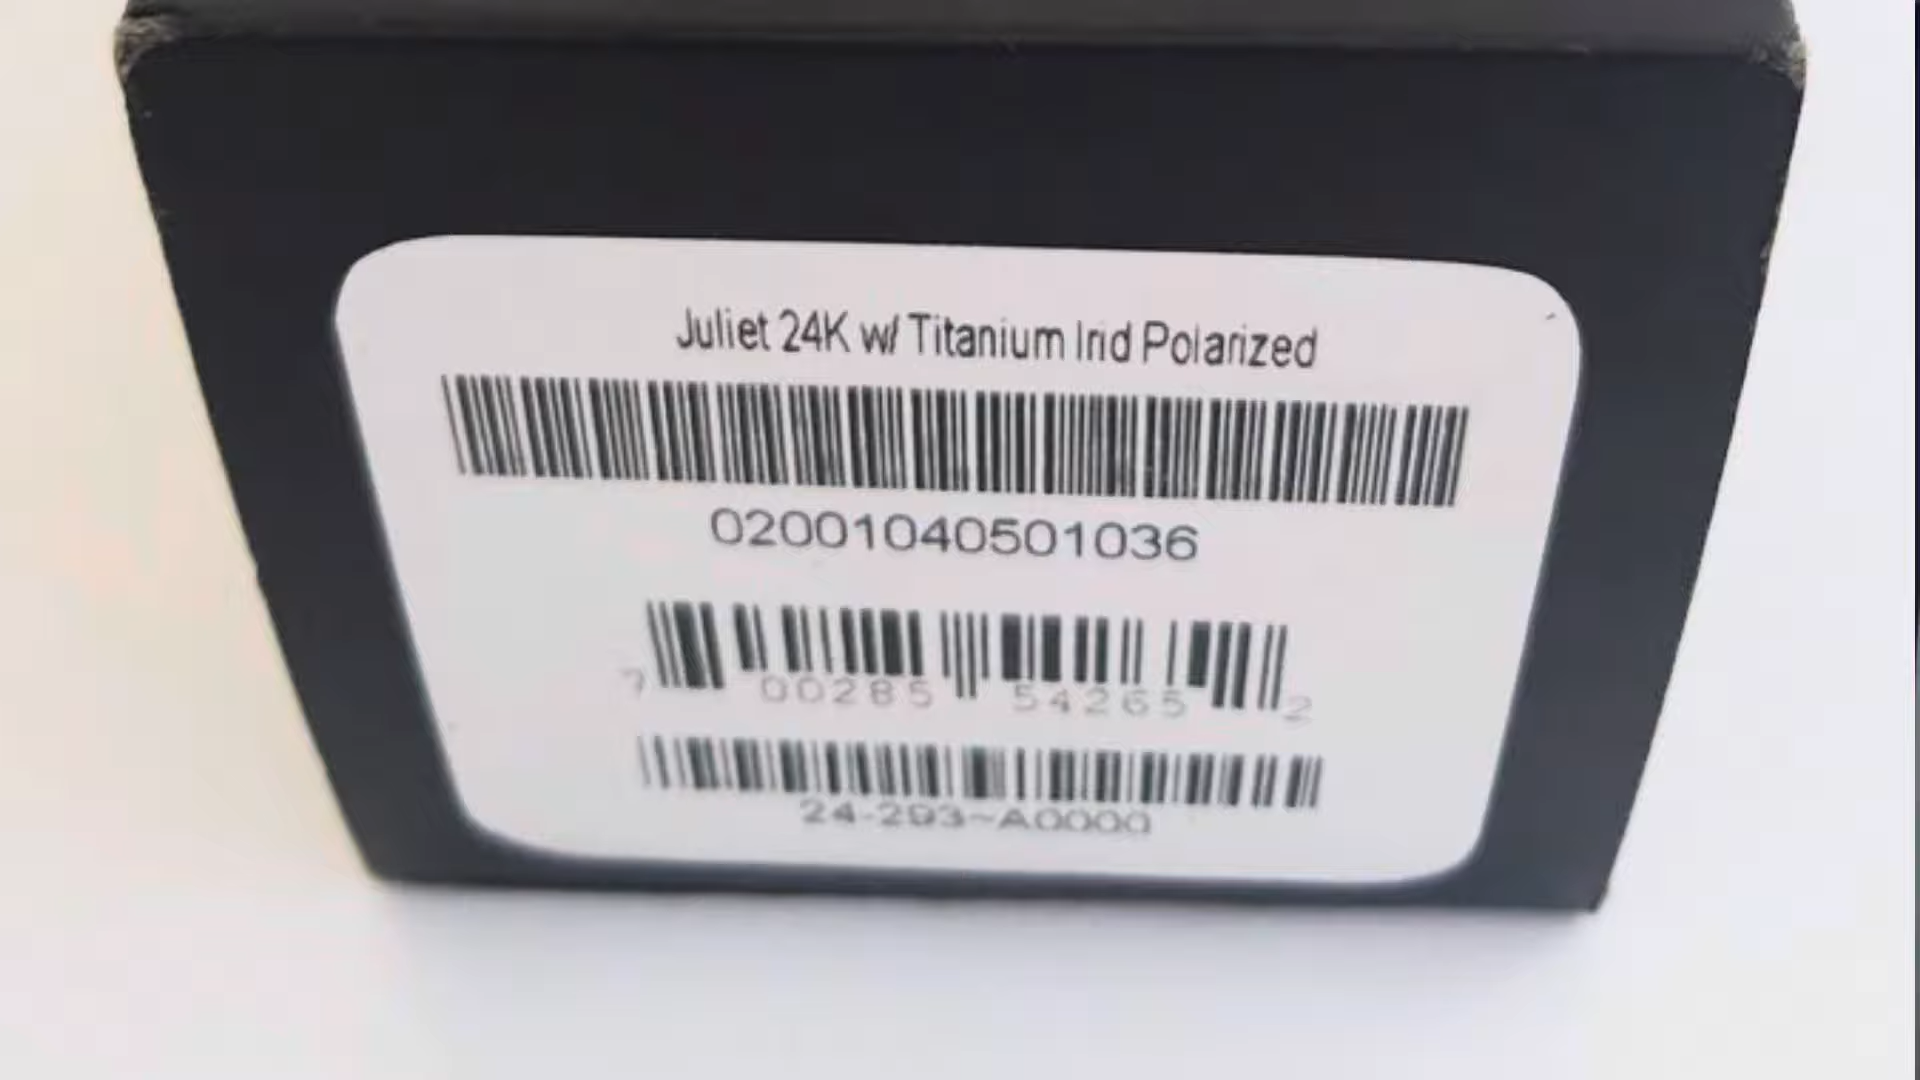 Juliet 24K w/ Titanium Irid Polarized
02001040501036
7 00285 54265 2
24-293-A0000